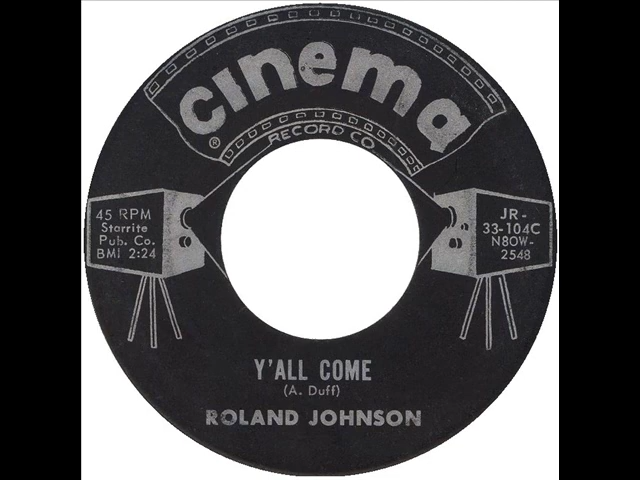 cinema
®
RECORD CO
45 RPM
Starrite
Pub. Co.
BMI 2:24
JR-
33-104C
N8OW-
2548
Y'ALL COME
(A. Duff)
ROLAND JOHNSON